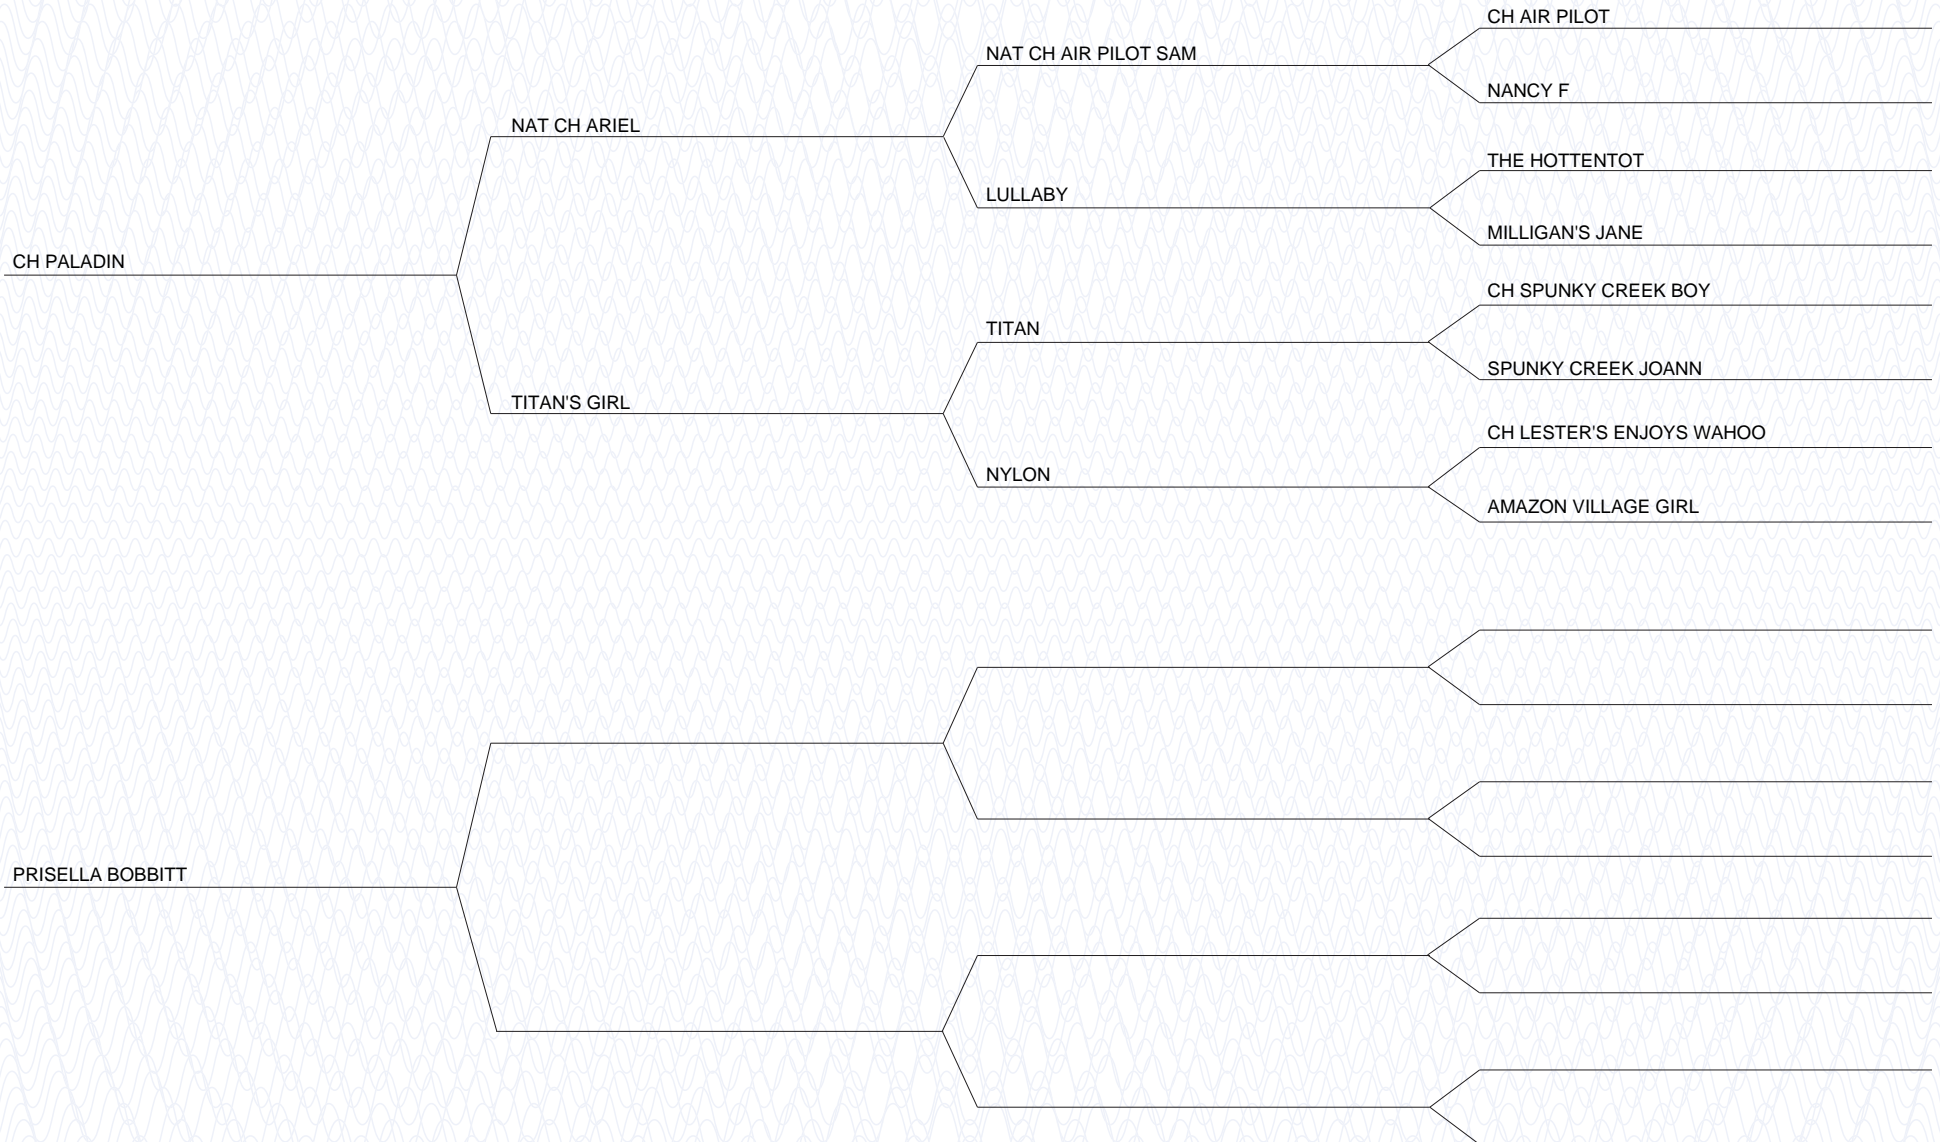 CH AIR PILOT
NAT CH AIR PILOT SAM
NANCY F
NAT CH ARIEL
THE HOTTENTOT
LULLABY
MILLIGAN'S JANE
CH PALADIN
CH SPUNKY CREEK BOY
TITAN
SPUNKY CREEK JOANN
TITAN'S GIRL
CH LESTER'S ENJOYS WAHOO
NYLON
AMAZON VILLAGE GIRL
PRISELLA BOBBITT